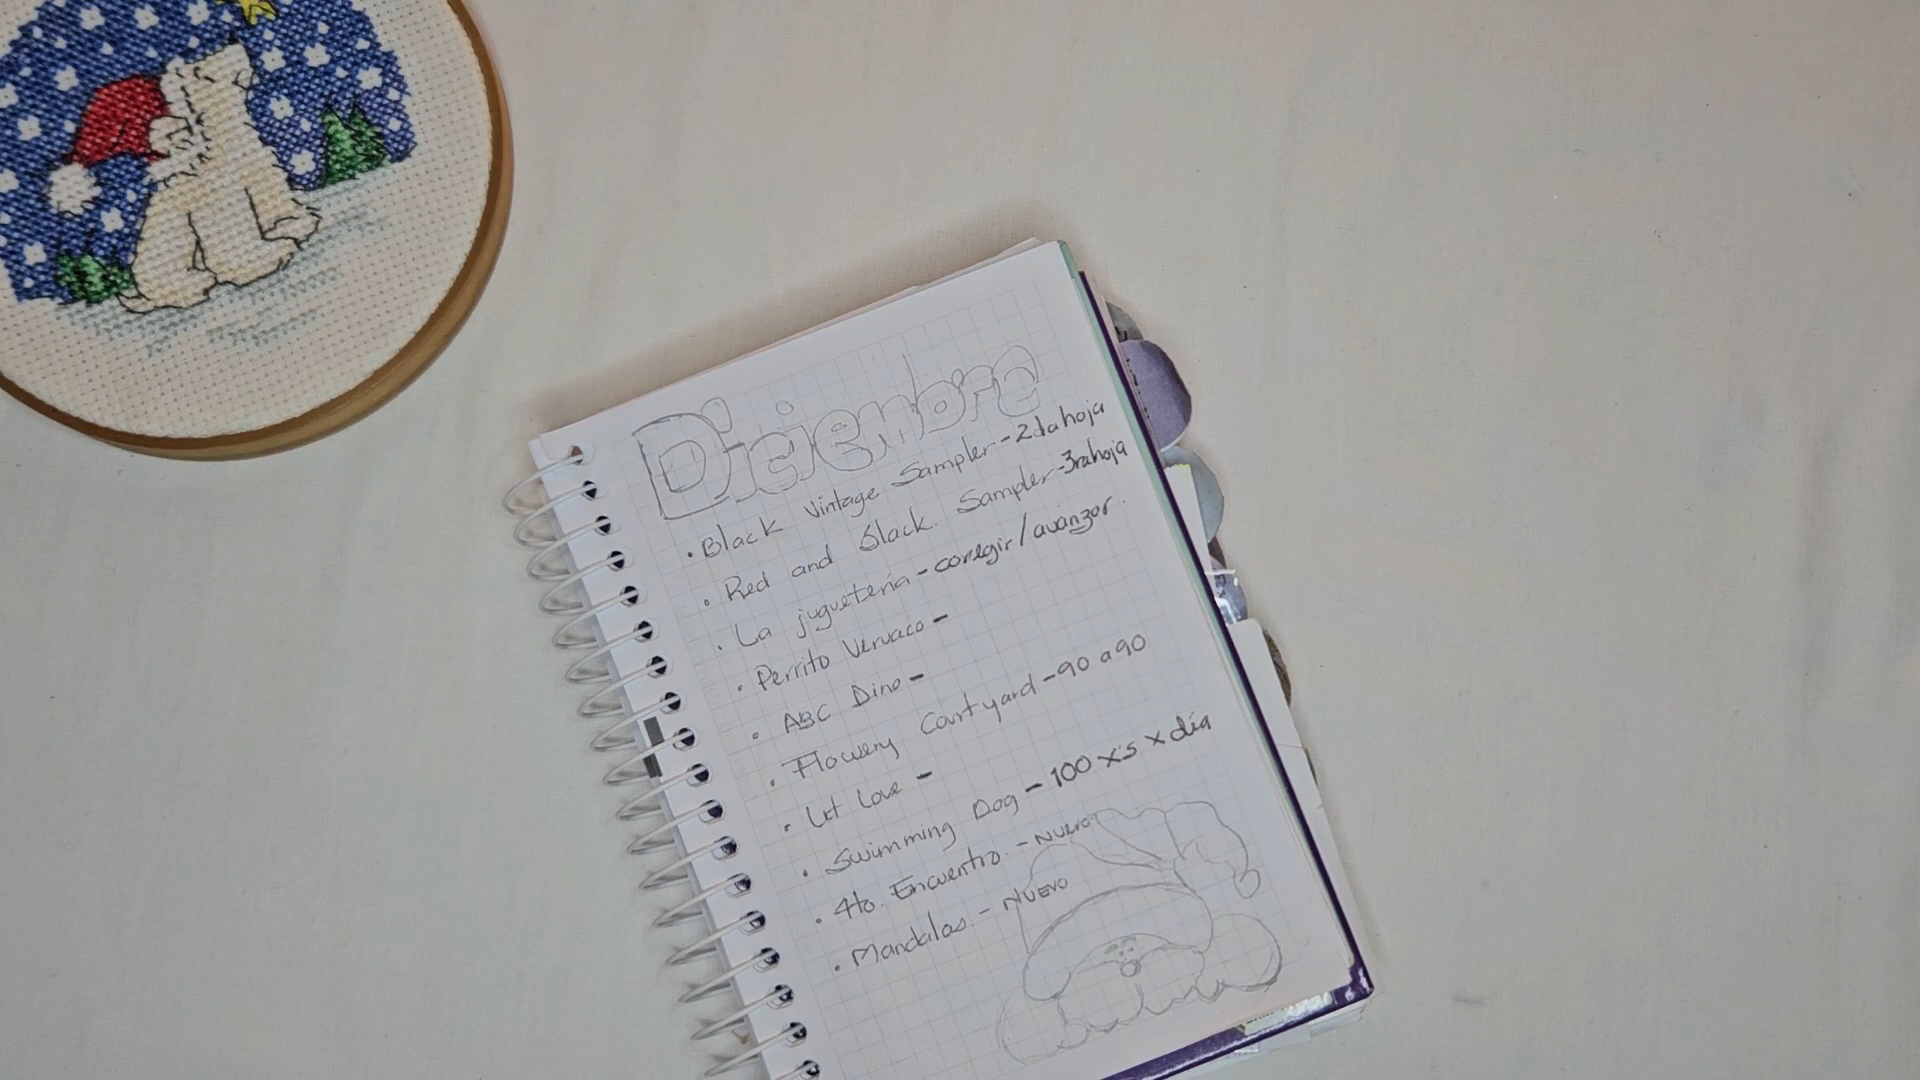 Diciembre
• Black Vintage Sampler - 2da hoja
• Red and Black. Sampler - 3ra hoja
• La juguetería - corregir / avanzar.
• Perrito Veruaco -
• ABC Dino -
• Flowery Courtyard - 90 a 90
• Let Love -
• Swimming Dog - 100 x's x día
• 4to. Encuentro. - NUEVO
• Mandalas. - NUEVO